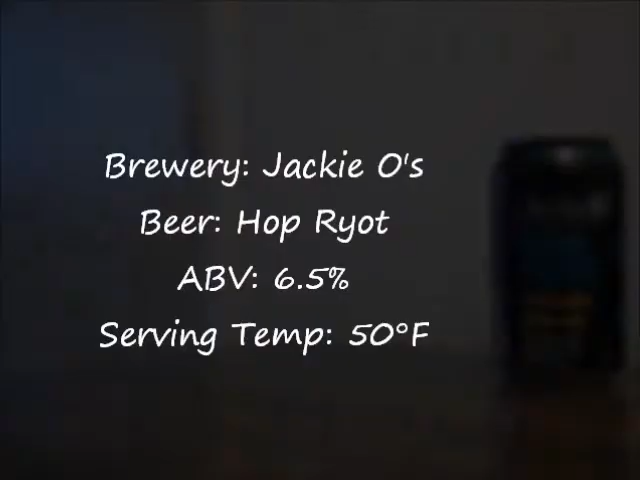 Brewery: Jackie O's
Beer: Hop Ryot
ABV: 6.5%
Serving Temp: 50°F